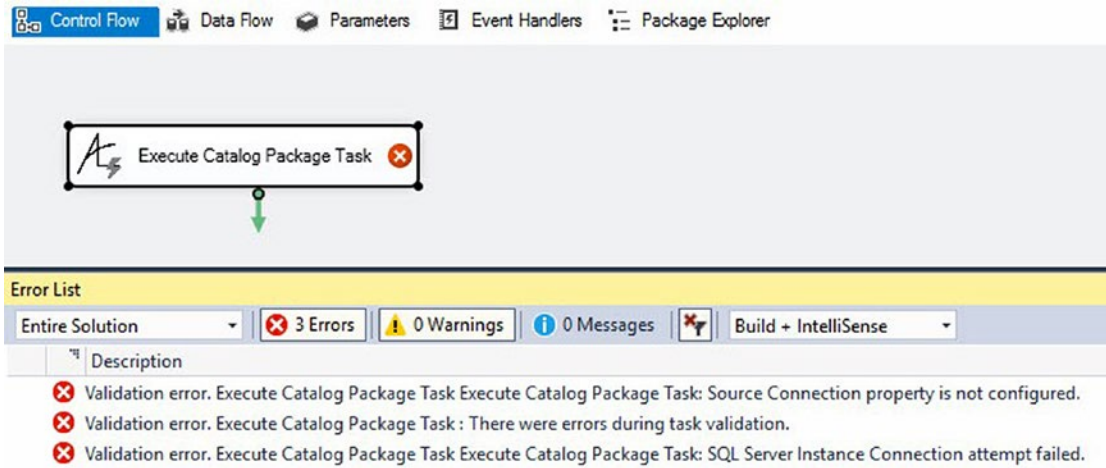 Control Flow Data Flow Parameters Event Handlers Package Explorer
Execute Catalog Package Task
Error List
Entire Solution 3 Errors 0 Warnings 0 Messages Build + IntelliSense
Description
Validation error. Execute Catalog Package Task Execute Catalog Package Task: Source Connection property is not configured.
Validation error. Execute Catalog Package Task : There were errors during task validation.
Validation error. Execute Catalog Package Task Execute Catalog Package Task: SQL Server Instance Connection attempt failed.